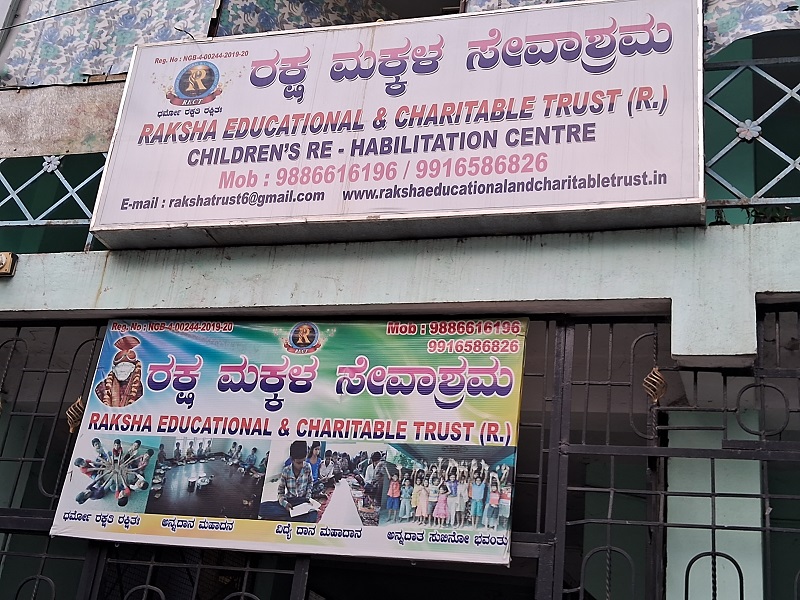 Reg. No : NGB-4-00244-2019-20
ರಕ್ಷ ಮಕ್ಕಳ ಸೇವಾಶ್ರಮ
R
RECT
ಧರ್ಮೋ ರಕ್ಷತಿ ರಕ್ಷಿತಃ
RAKSHA EDUCATIONAL & CHARITABLE TRUST (R.)
CHILDREN'S RE - HABILITATION CENTRE
Mob : 9886616196 / 9916586826
E-mail : rakshatrust6@gmail.com www.rakshaeducationalandcharitabletrust.in
Reg. No : NGB-4-00244-2019-20
R
RECT
Mob : 9886616196
9916586826
ರಕ್ಷ ಮಕ್ಕಳ ಸೇವಾಶ್ರಮ
RAKSHA EDUCATIONAL & CHARITABLE TRUST (R.)
ಧರ್ಮೋ ರಕ್ಷತಿ ರಕ್ಷಿತಃ ಅನ್ನದಾನ ಮಹಾದನ ವಿದ್ಯೆ ದಾನ ಮಹಾದಾನ ಅನ್ನದಾತ ಸುಖಿನೋ ಭವಂತು